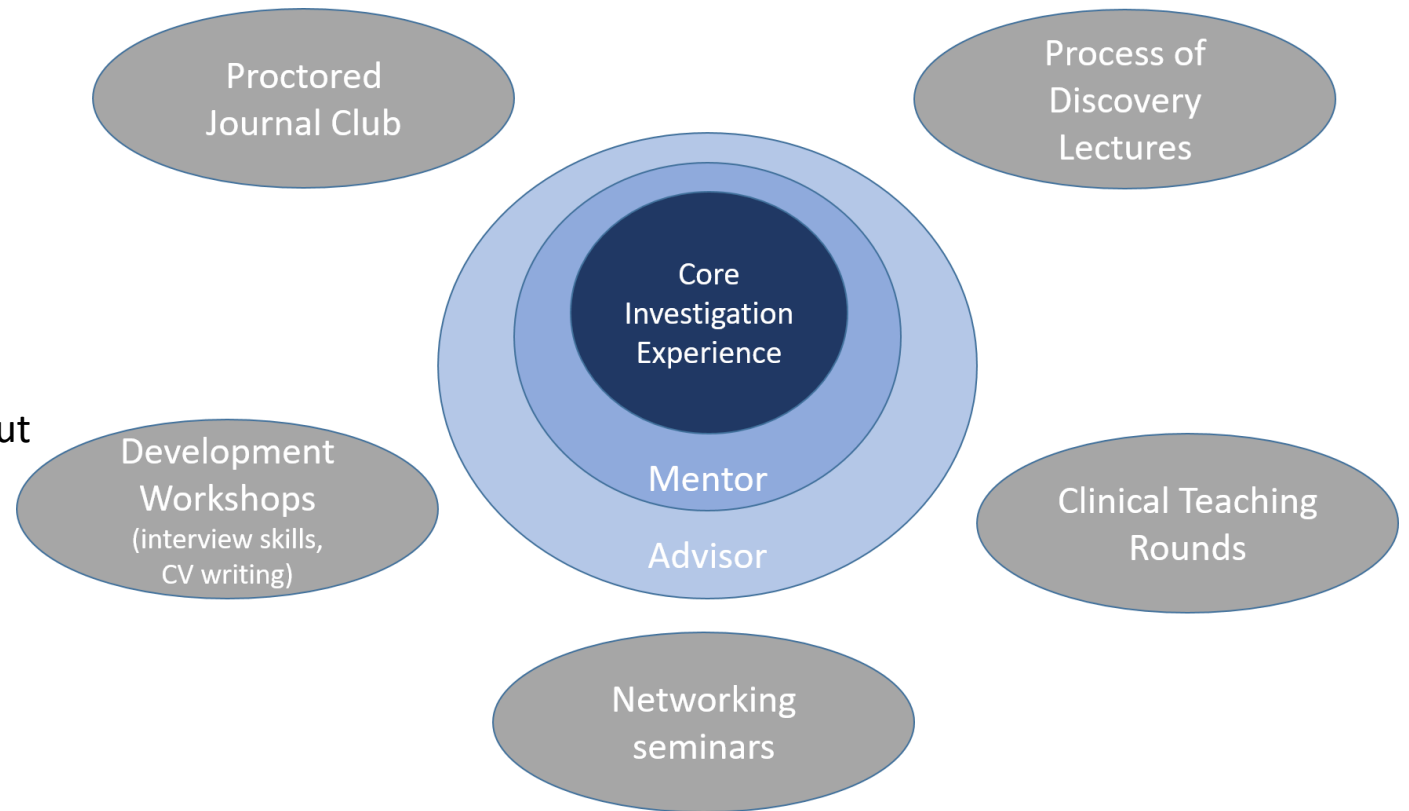 Proctored
Journal Club
Process of
Discovery
Lectures
Core
Investigation
Experience
Mentor
Advisor
ut
Development
Workshops
(interview skills,
CV writing)
Clinical Teaching
Rounds
Networking
seminars